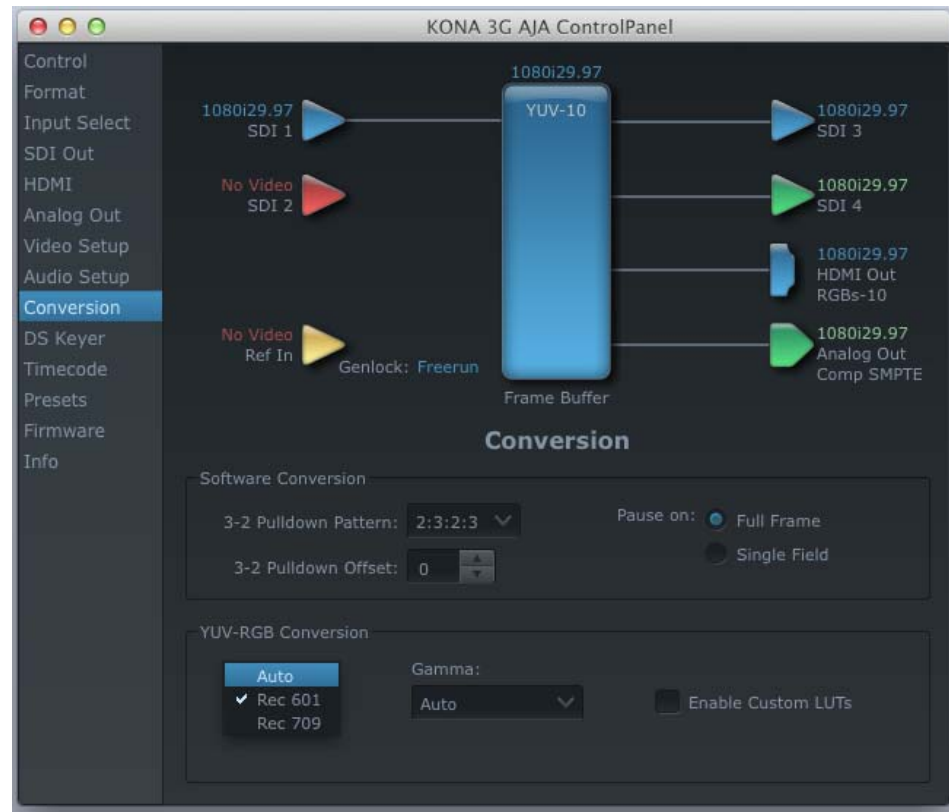 KONA 3G AJA ControlPanel
Control
Format
Input Select
SDI Out
HDMI
Analog Out
Video Setup
Audio Setup
Conversion
DS Keyer
Timecode
Presets
Firmware
Info
1080i29.97
YUV-10
Frame Buffer
1080i29.97
SDI 1
No Video
SDI 2
No Video
Ref In
Genlock: Freerun
1080i29.97
SDI 3
1080i29.97
SDI 4
1080i29.97
HDMI Out
RGBs-10
1080i29.97
Analog Out
Comp SMPTE
Conversion
Software Conversion
3-2 Pulldown Pattern: 2:3:2:3
3-2 Pulldown Offset: 0
Pause on: Full Frame
Single Field
YUV-RGB Conversion
Auto
Rec 601
Rec 709
Gamma:
Auto
Enable Custom LUTs